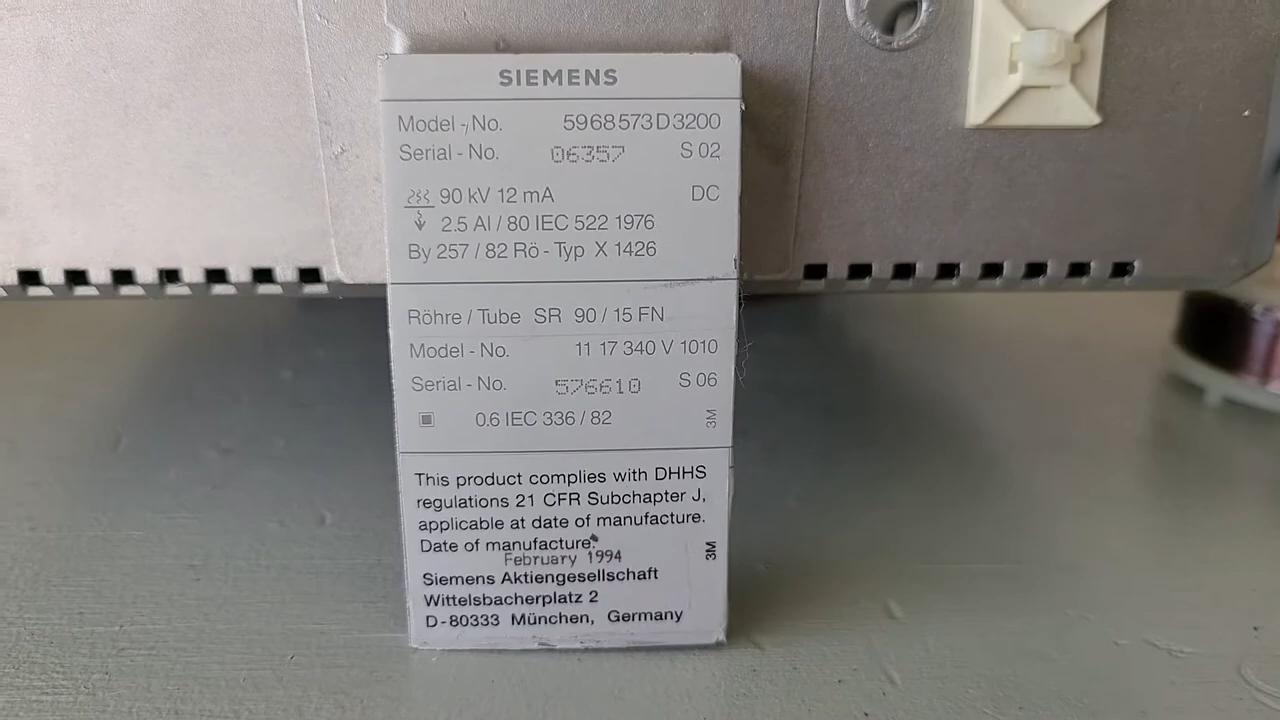 SIEMENS
Model - No. 5968573D3200
Serial - No. 06357 S 02
90 kV 12 mA DC
2.5 Al / 80 IEC 522 1976
By 257 / 82 Rö - Typ X 1426
Röhre / Tube SR 90 / 15 FN
Model - No. 11 17 340 V 1010
Serial - No. 576610 S 06
0.6 IEC 336 / 82 3M
This product complies with DHHS
regulations 21 CFR Subchapter J,
applicable at date of manufacture.
Date of manufacture:
February 1994 3M
Siemens Aktiengesellschaft
Wittelsbacherplatz 2
D-80333 München, Germany